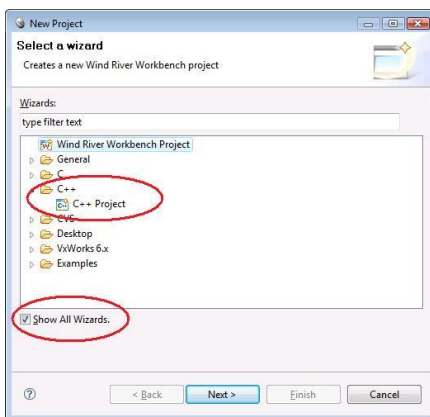 New Project
Select a wizard
Creates a new Wind River Workbench project
Wizards:
type filter text
Wind River Workbench Project
General
C
C++
C++ Project
CVS
Desktop
VxWorks 6.x
Examples
Show All Wizards.
?
< Back
Next >
Finish
Cancel